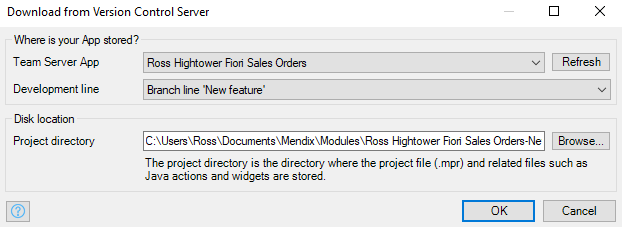 Download from Version Control Server
Where is your App stored?
Team Server App
Ross Hightower Fiori Sales Orders
Refresh
Development line
Branch line 'New feature'
Disk location
Project directory
C:\Users\Ross\Documents\Mendix\Modules\Ross Hightower Fiori Sales Orders-Ne
Browse...
The project directory is the directory where the project file (.mpr) and related files such as
Java actions and widgets are stored.
?
OK
Cancel